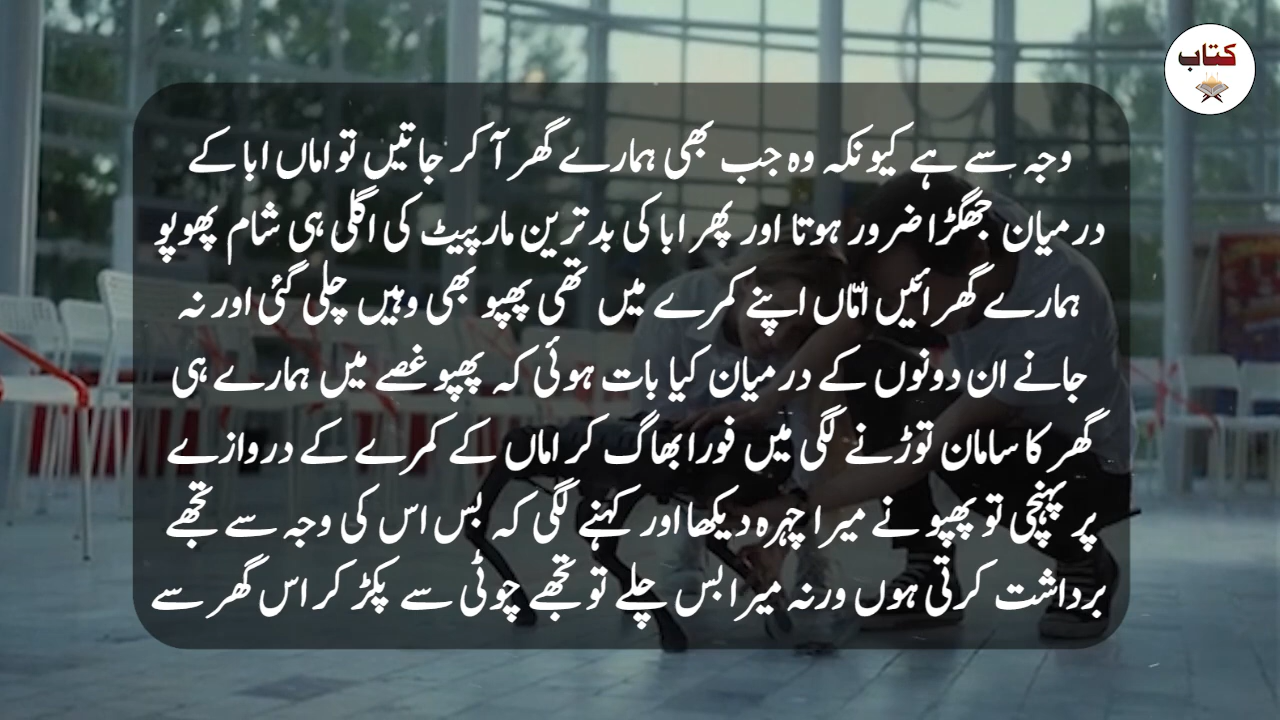 کتاب
وجہ سے ہے کیونکہ وہ جب بھی ہمارے گھر آ کر جاتیں تو اماں ابا کے
درمیان جھگڑا ضرور ہوتا اور پھر ابا کی بدترین مار پیٹ کی اگلی ہی شام پھوپو
ہمارے گھر ائیں امّاں اپنے کمرے میں تھی پھپو بھی وہیں چلی گئی اور نہ
جانے ان دونوں کے درمیان کیا بات ہوئی کہ پھپو غصے میں ہمارے ہی
گھر کا سامان توڑنے لگی میں فورا بھاگ کر اماں کے کمرے کے دروازے
پر پہنچی تو پھپو نے میرا چہرہ دیکھا اور کہنے لگی کہ بس اس کی وجہ سے تجھے
برداشت کرتی ہوں ورنہ میرا بس چلے تو تجھے چوٹی سے پکڑ کر اس گھر سے